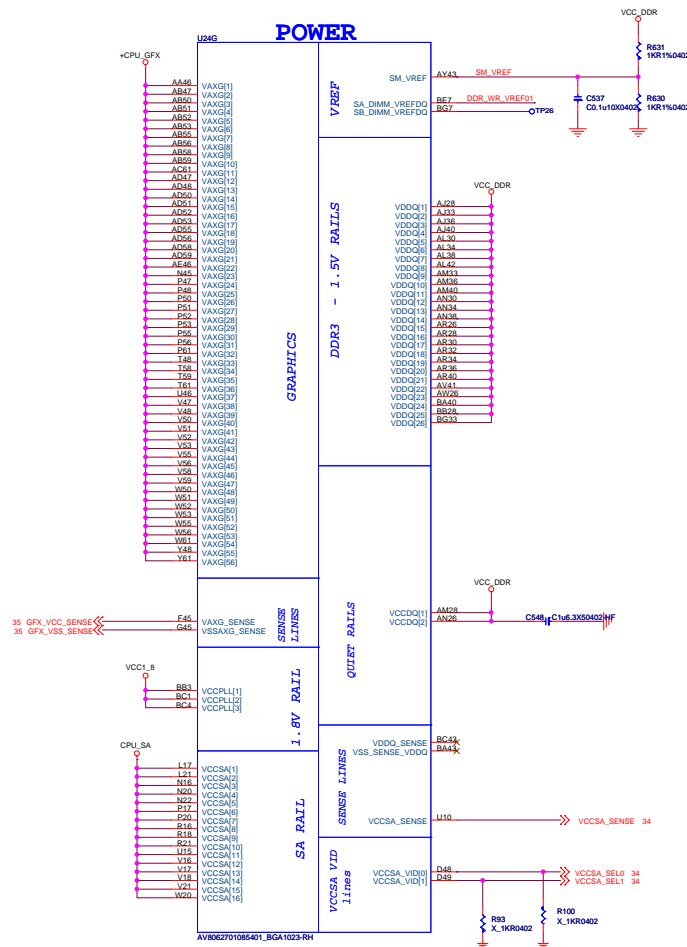 POWER
U24G
VCC_DDR
+CPU_GFX
R631
1KR1%0402
AA46 VAXG[1]
AB47 VAXG[2]
AB50 VAXG[3]
AB51 VAXG[4]
AB52 VAXG[5]
AB53 VAXG[6]
AB55 VAXG[7]
AB56 VAXG[8]
AB58 VAXG[9]
AB59 VAXG[10]
AC61 VAXG[11]
AD47 VAXG[12]
AD48 VAXG[13]
AD50 VAXG[14]
AD51 VAXG[15]
AD52 VAXG[16]
AD53 VAXG[17]
AD55 VAXG[18]
AD56 VAXG[19]
AD58 VAXG[20]
AD59 VAXG[21]
AE46 VAXG[22]
N45 VAXG[23]
P47 VAXG[24]
P48 VAXG[25]
P50 VAXG[26]
P51 VAXG[27]
P52 VAXG[28]
P53 VAXG[29]
P55 VAXG[30]
P56 VAXG[31]
P61 VAXG[32]
T48 VAXG[33]
T58 VAXG[34]
T59 VAXG[35]
T61 VAXG[36]
U46 VAXG[37]
V47 VAXG[38]
V48 VAXG[39]
V50 VAXG[40]
V51 VAXG[41]
V52 VAXG[42]
V53 VAXG[43]
V55 VAXG[44]
V56 VAXG[45]
V58 VAXG[46]
V59 VAXG[47]
W50 VAXG[48]
W51 VAXG[49]
W52 VAXG[50]
W53 VAXG[51]
W55 VAXG[52]
W56 VAXG[53]
W61 VAXG[54]
Y48 VAXG[55]
Y61 VAXG[56]
GRAPHICS
VREF
SM_VREF AY43 SM_VREF
SA_DIMM_VREFDQ BE7 DDR_WR_VREF01
SB_DIMM_VREFDQ BG7 TP26
C537
C0.1u10X0402
R630
1KR1%0402
DDR3 - 1.5V RAILS
VCC_DDR
VDDQ[1] AJ28
VDDQ[2] AJ33
VDDQ[3] AJ36
VDDQ[4] AJ40
VDDQ[5] AL30
VDDQ[6] AL34
VDDQ[7] AL38
VDDQ[8] AL42
VDDQ[9] AM33
VDDQ[10] AM36
VDDQ[11] AM40
VDDQ[12] AN30
VDDQ[13] AN34
VDDQ[14] AN38
VDDQ[15] AR26
VDDQ[16] AR28
VDDQ[17] AR30
VDDQ[18] AR32
VDDQ[19] AR34
VDDQ[20] AR36
VDDQ[21] AR40
VDDQ[22] AV41
VDDQ[23] AW26
VDDQ[24] BA40
VDDQ[25] BB28
VDDQ[26] BG33
QUIET RAILS
VCC_DDR
VCCDQ[1] AM28
VCCDQ[2] AN26
C548 C1u6.3X50402-HF
SENSE LINES
35 GFX_VCC_SENSE F45 VAXG_SENSE
35 GFX_VSS_SENSE G45 VSSAXG_SENSE
1.8V RAIL
VCC1_8
BB3 VCCPLL[1]
BC1 VCCPLL[2]
BC4 VCCPLL[3]
SENSE LINES
VDDQ_SENSE BC43
VSS_SENSE_VDDQ BA43
VCCSA_SENSE U10 VCCSA_SENSE 34
SA RAIL
CPU_SA
L17 VCCSA[1]
L21 VCCSA[2]
N16 VCCSA[3]
N20 VCCSA[4]
N22 VCCSA[5]
P17 VCCSA[6]
P20 VCCSA[7]
R16 VCCSA[8]
R18 VCCSA[9]
R21 VCCSA[10]
U15 VCCSA[11]
V16 VCCSA[12]
V17 VCCSA[13]
V18 VCCSA[14]
V21 VCCSA[15]
W20 VCCSA[16]
VCCSA VID
lines
VCCSA_VID[0] D48 VCCSA_SEL0 34
VCCSA_VID[1] D49 VCCSA_SEL1 34
R93
X_1KR0402
R100
X_1KR0402
AV8062701085401_BGA1023-RH